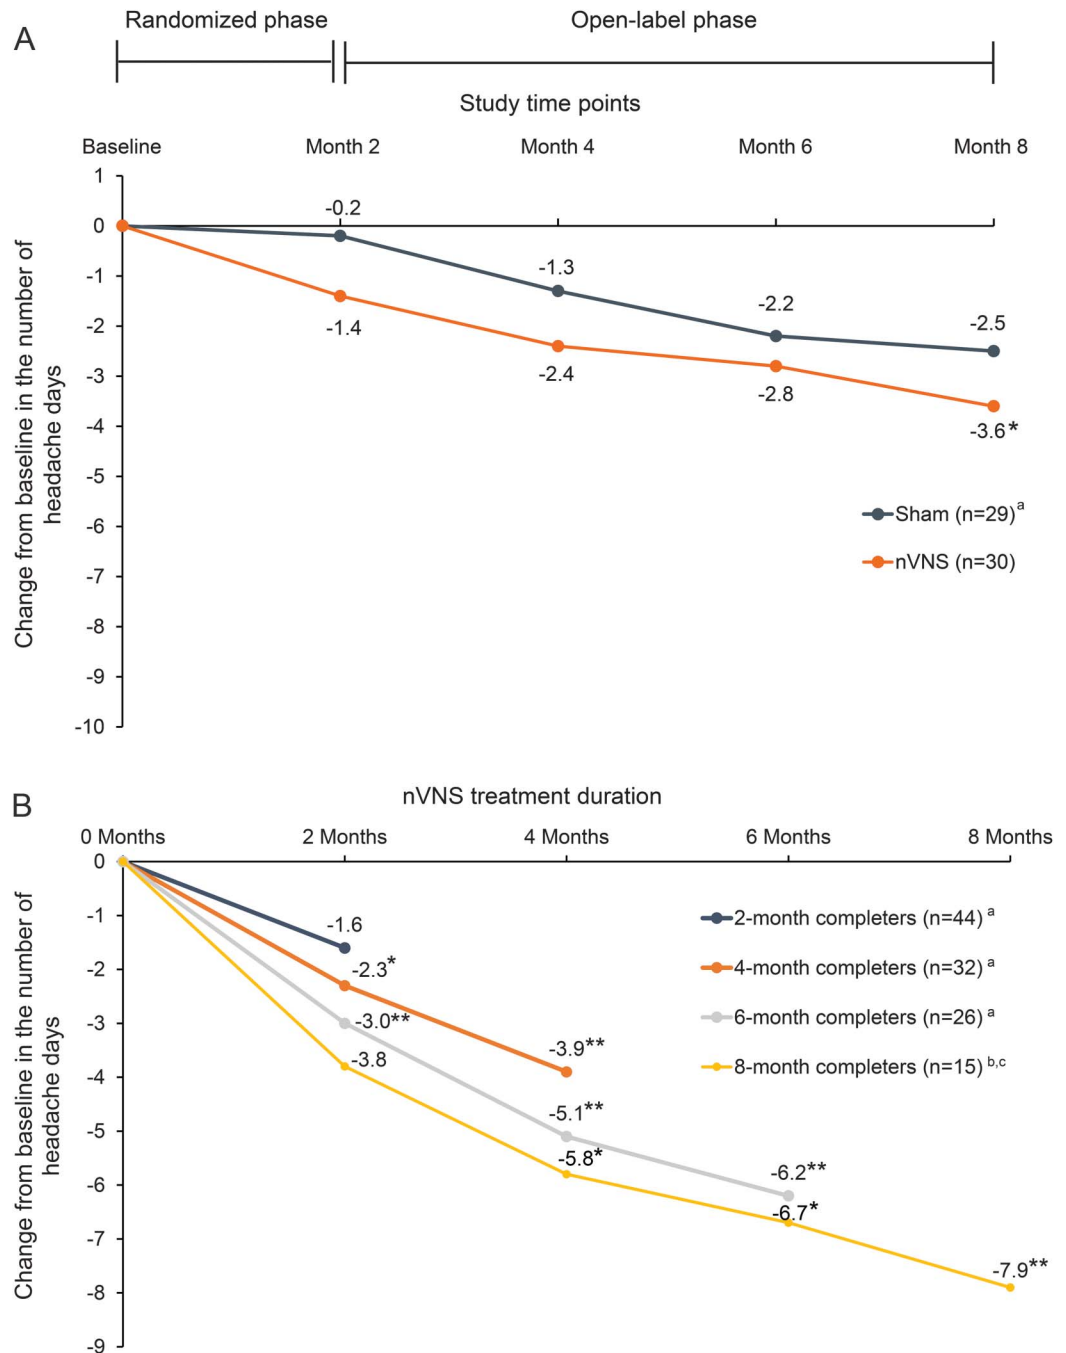 A
Randomized phase
Open-label phase
Study time points
Baseline
Month 2
Month 4
Month 6
Month 8
Change from baseline in the number of
headache days
1
0
-1
-2
-3
-4
-5
-6
-7
-8
-9
-10
-0.2
-1.3
-2.2
-2.5
-1.4
-2.4
-2.8
-3.6*
Sham (n=29)ᵃ
nVNS (n=30)
B
nVNS treatment duration
0 Months
2 Months
4 Months
6 Months
8 Months
Change from baseline in the number of
headache days
0
-1
-2
-3
-4
-5
-6
-7
-8
-9
-1.6
-2.3*
-3.0**
-3.8
-3.9**
-5.1**
-5.8*
-6.2**
-6.7*
-7.9**
2-month completers (n=44) ᵃ
4-month completers (n=32) ᵃ
6-month completers (n=26) ᵃ
8-month completers (n=15) ᵇ,ᶜ